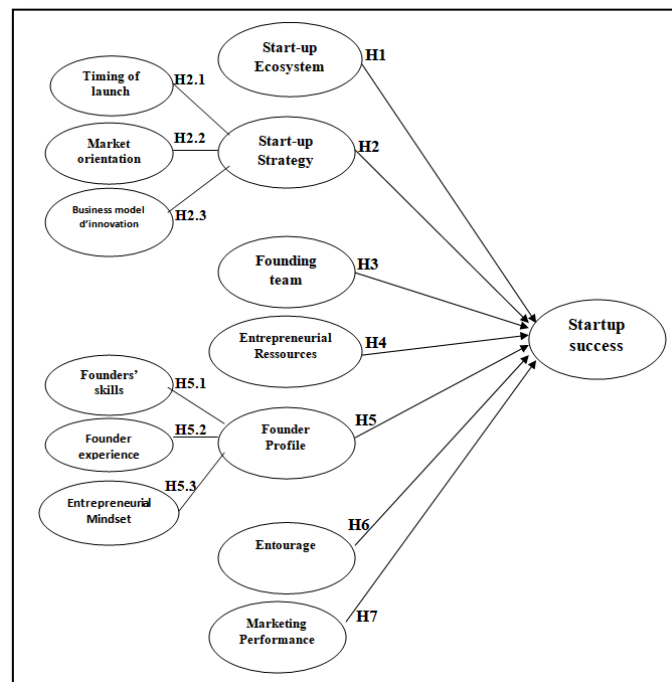 Start-up
Ecosystem
H1
Timing of
launch
H2.1
Market
orientation
H2.2
Business model
d'innovation
H2.3
Start-up
Strategy
H2
Founding
team
H3
Entrepreneurial
Ressources
H4
Startup
success
Founders'
skills
H5.1
Founder
experience
H5.2
Entrepreneurial
Mindset
H5.3
Founder
Profile
H5
Entourage
H6
Marketing
Performance
H7